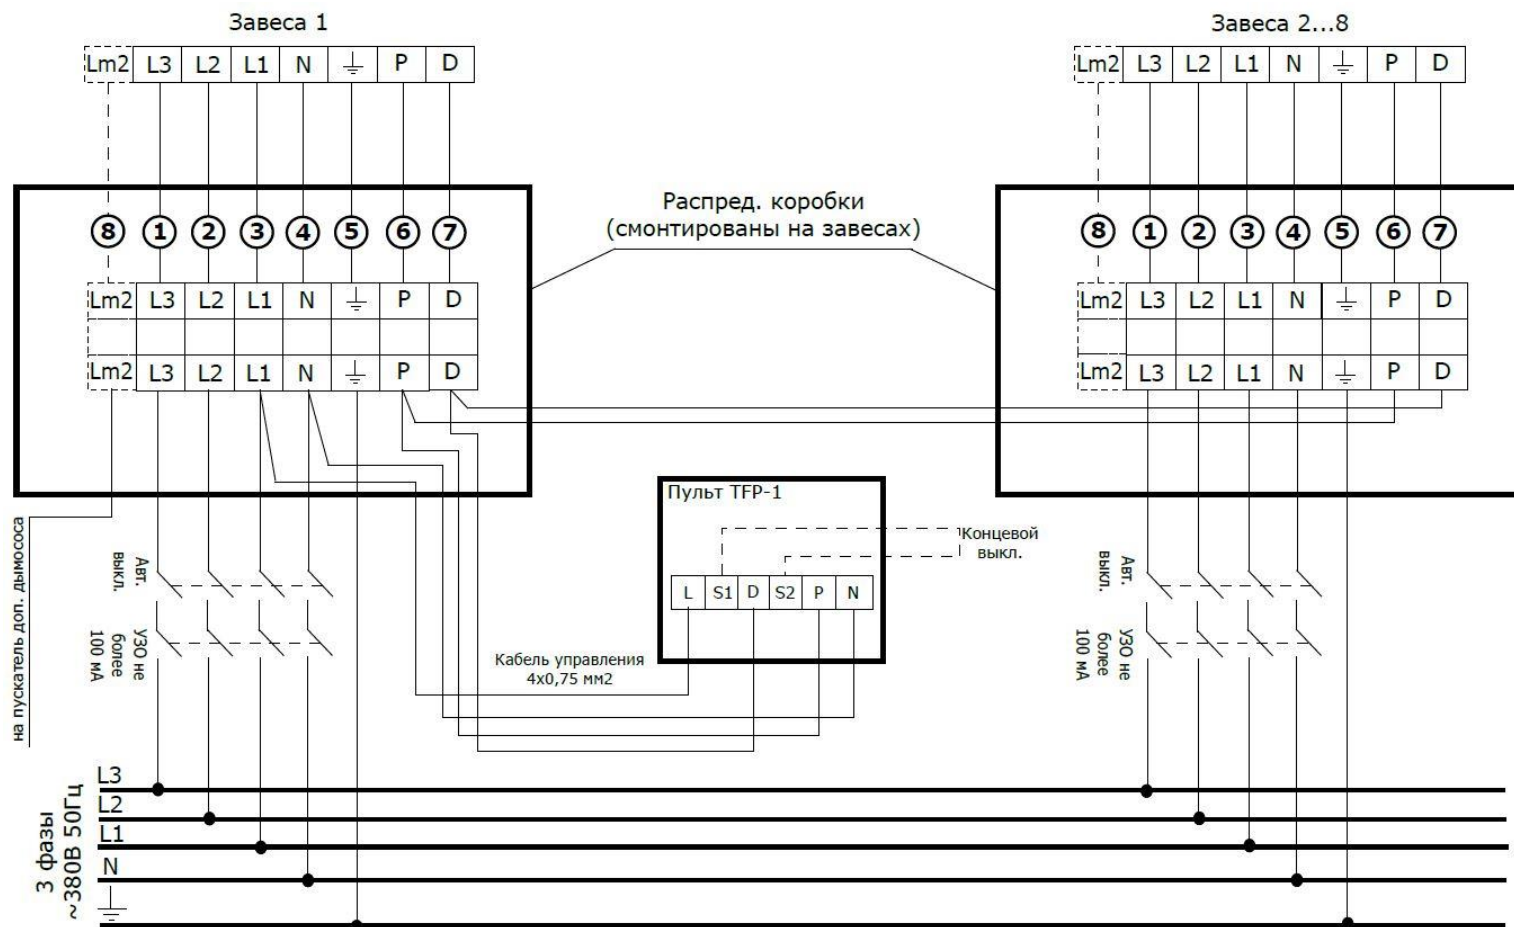 Завеса 1
Lm2 L3 L2 L1 N P D
8 1 2 3 4 5 6 7
Lm2 L3 L2 L1 N P D
Lm2 L3 L2 L1 N P D
Завеса 2...8
Lm2 L3 L2 L1 N P D
8 1 2 3 4 5 6 7
Lm2 L3 L2 L1 N P D
Lm2 L3 L2 L1 N P D
Распред. коробки
(смонтированы на завесах)
Пульт TFP-1
Концевой
выкл.
L S1 D S2 P N
Кабель управления
4х0,75 мм2
на пускатель доп. дымососа
Авт.
выкл.
УЗО не
более
100 мА
Авт.
выкл.
УЗО не
более
100 мА
3 фазы
~380В 50Гц
L3
L2
L1
N